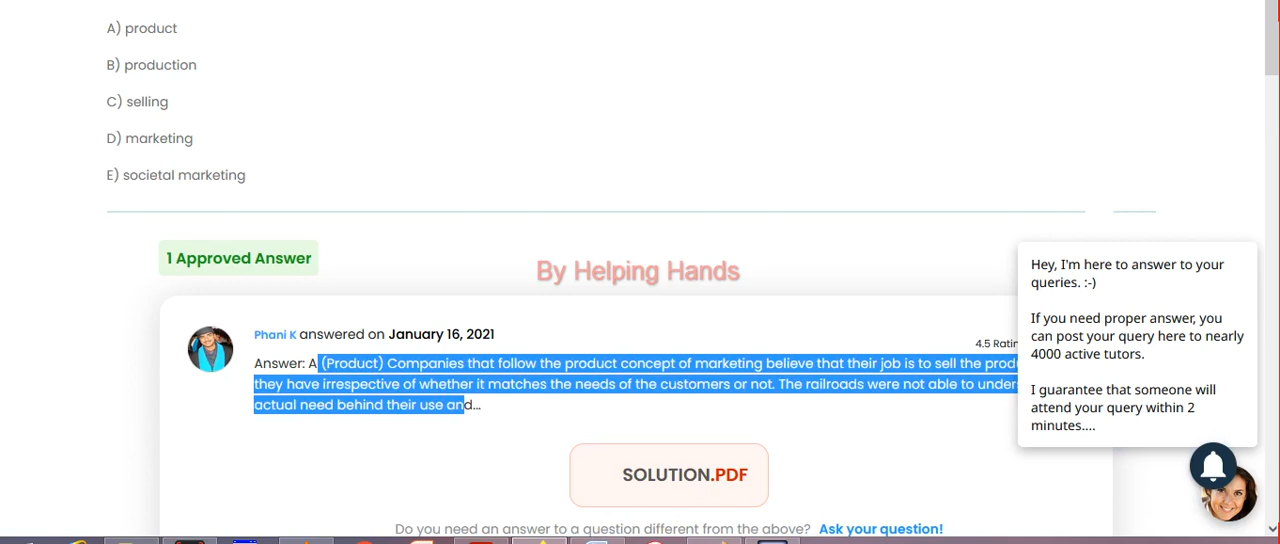 A) product
B) production
C) selling
D) marketing
E) societal marketing
1 Approved Answer
By Helping Hands
Hey, I'm here to answer to your
queries. :-)
If you need proper answer, you
can post your query here to nearly
4000 active tutors.
I guarantee that someone will
attend your query within 2
minutes....
Phani K answered on January 16, 2021
4.5 Ratin
Answer: A (Product) Companies that follow the product concept of marketing believe that their job is to sell the produ
they have irrespective of whether it matches the needs of the customers or not. The railroads were not able to unders
actual need behind their use and...
SOLUTION.PDF
Do you need an answer to a question different from the above? Ask your question!